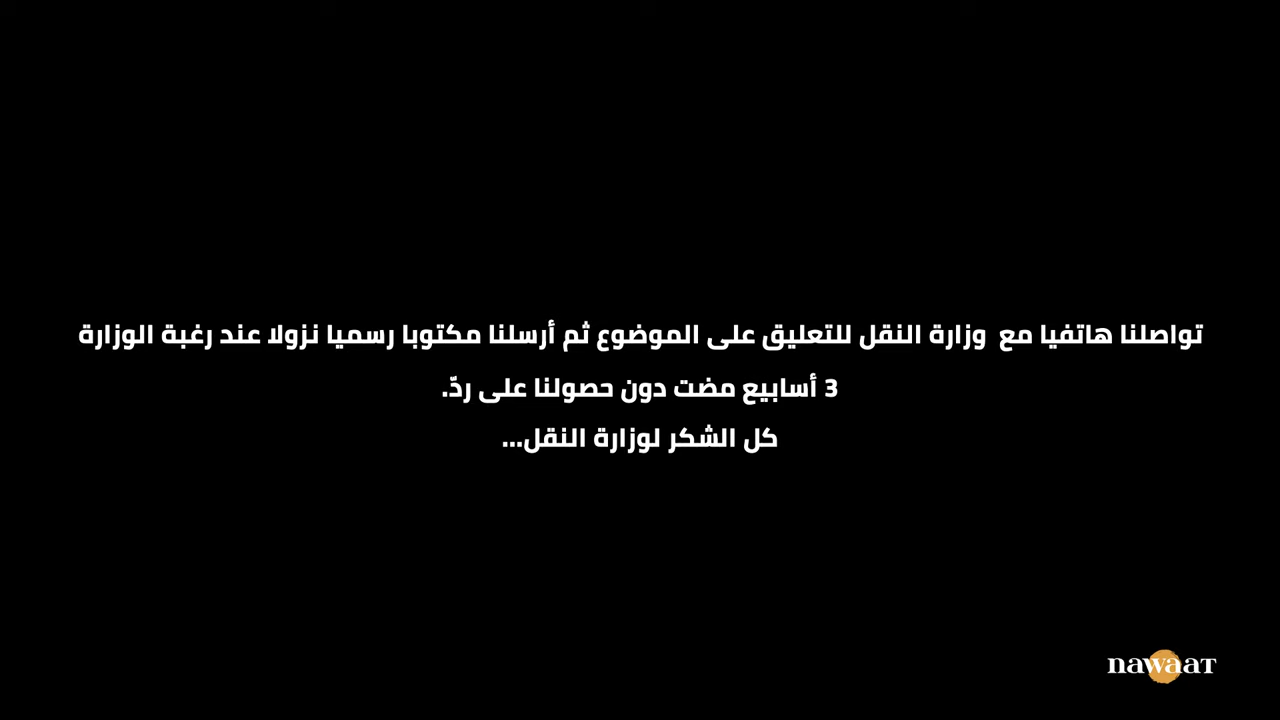 تواصلنا هاتفيا مع وزارة النقل للتعليق على الموضوع ثم أرسلنا مكتوبا رسميا نزولا عند رغبة الوزارة
3 أسابيع مضت دون حصولنا على ردّ.
كل الشكر لوزارة النقل...
nawaat